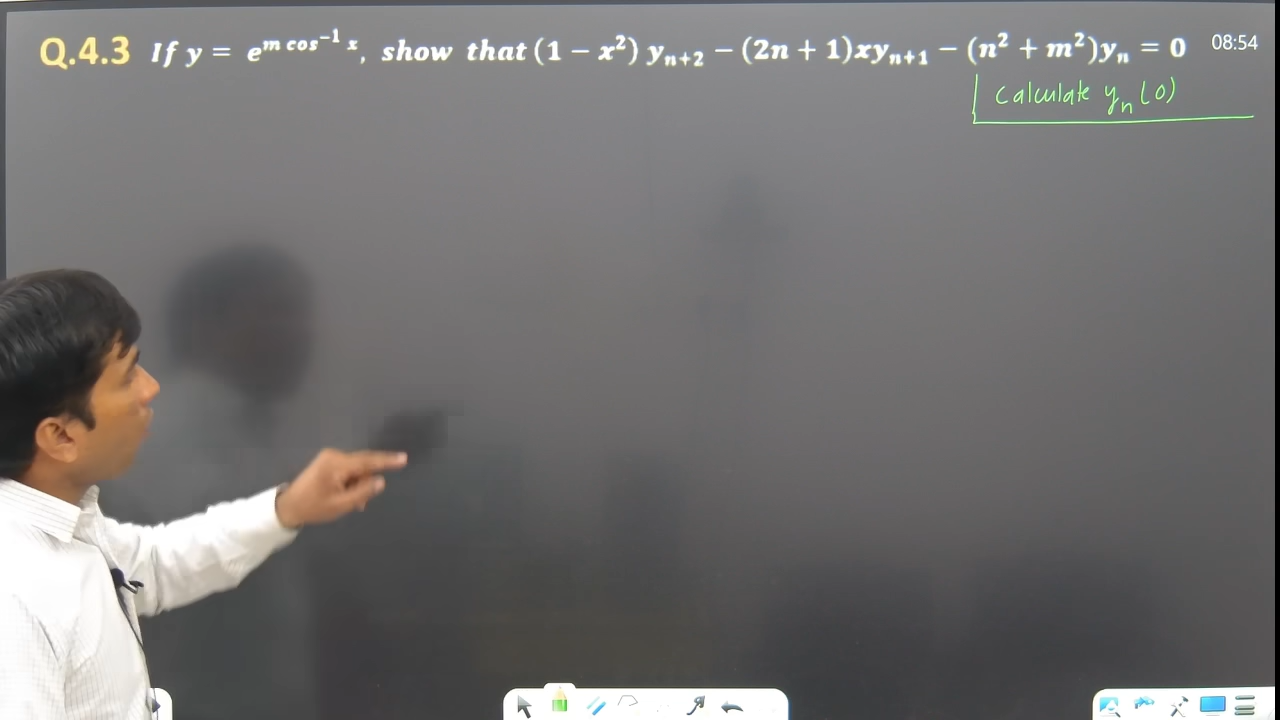 Q.4.3 If y = e^{m cos^{-1} x}, show that (1 − x²) y_{n+2} − (2n + 1)xy_{n+1} − (n² + m²)y_n = 0 08:54
Calculate y_n(0)